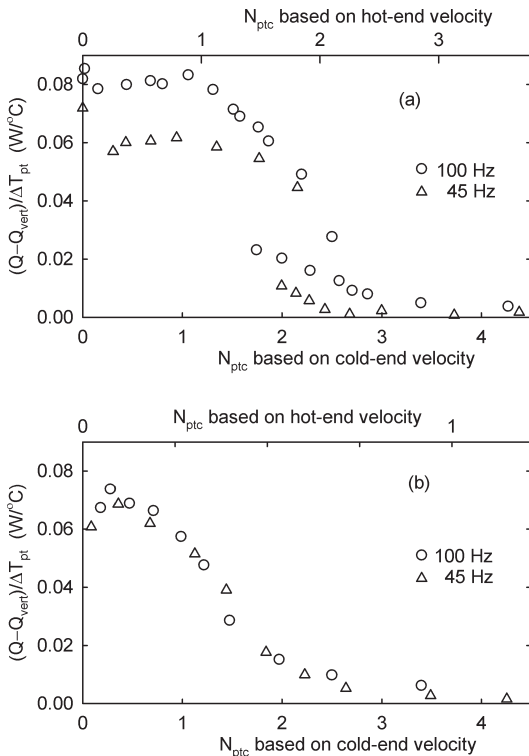 N_ptc based on hot-end velocity
0 1 2 3
(a)
0.08
0.06
0.04
0.02
0.00
(Q−Q_vert)/ΔT_pt (W/°C)
100 Hz
45 Hz
0 1 2 3 4
N_ptc based on cold-end velocity
N_ptc based on hot-end velocity
0 1
(b)
0.08
0.06
0.04
0.02
0.00
(Q−Q_vert)/ΔT_pt (W/°C)
100 Hz
45 Hz
0 1 2 3 4
N_ptc based on cold-end velocity